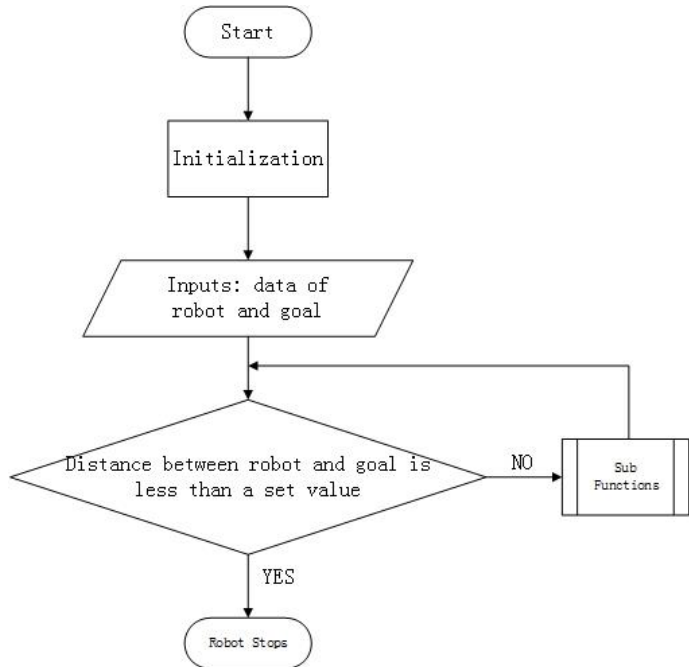 Start
Initialization
Inputs: data of
robot and goal
Distance between robot and goal is
less than a set value
NO
Sub
Functions
YES
Robot Stops